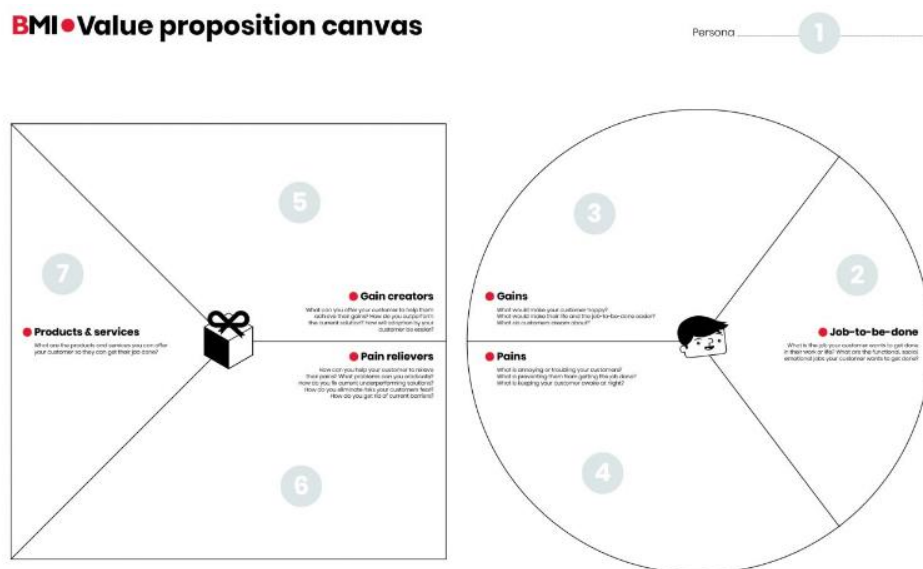 BMI Value proposition canvas
Persona
1
5
3
7
2
Gain creators
What can you offer your customer to help them
achieve their gains? How do you outperform
the current solution? How will adoption by your
customer be easier?
Gains
What would make your customer happy?
What would make their life and the job-to-be-done easier?
What do customers dream about?
Products & services
What are the products and services you can offer
your customer so they can get their job done?
Job-to-be-done
What is the job your customer wants to get done
in their work or life? What are the functional, social
emotional jobs your customer wants to get done?
Pain relievers
How can you help your customer to relieve
their pains? What problems can you eradicate?
How do you fix current underperforming solutions?
How do you eliminate risks your customers fear?
How do you get rid of current barriers?
Pains
What is annoying or troubling your customers?
What is preventing them from getting the job done?
What is keeping your customer awake at night?
6
4